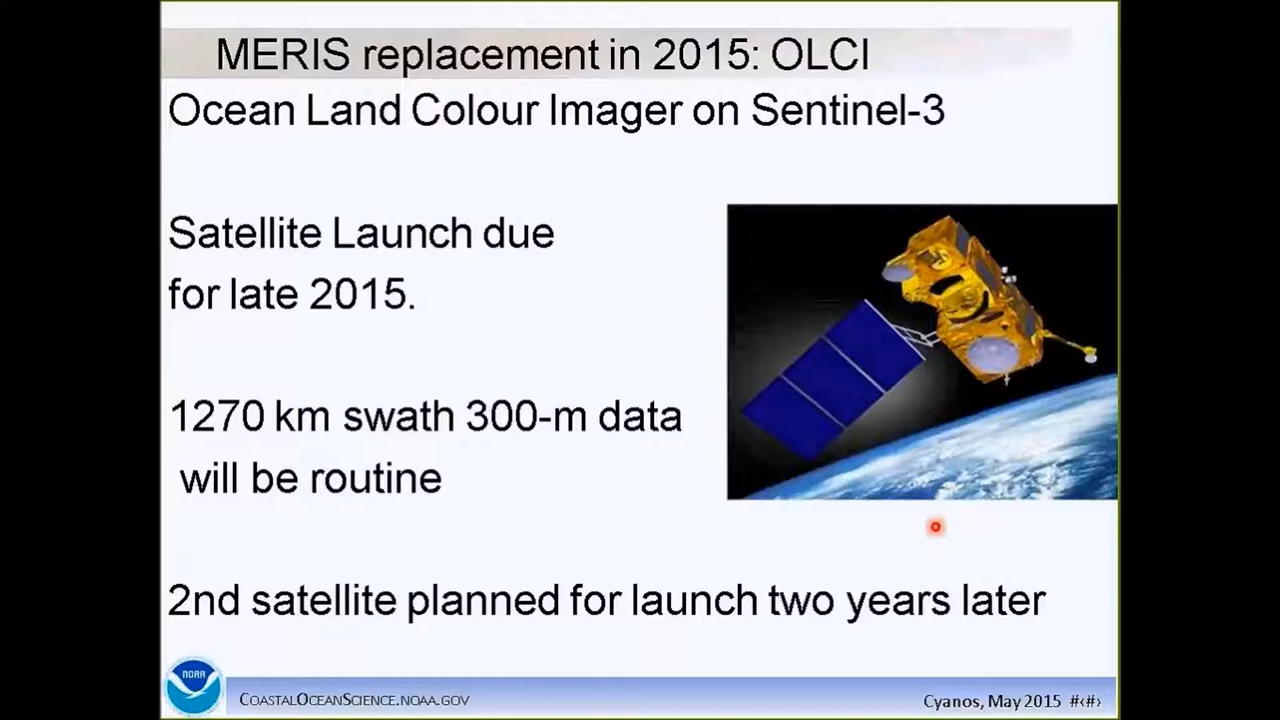 MERIS replacement in 2015: OLCI
Ocean Land Colour Imager on Sentinel-3
Satellite Launch due
for late 2015.
1270 km swath 300-m data
will be routine
2nd satellite planned for launch two years later
NOAA
COASTALOCEANSCIENCE.NOAA.GOV
Cyanos, May 2015 #‹#›